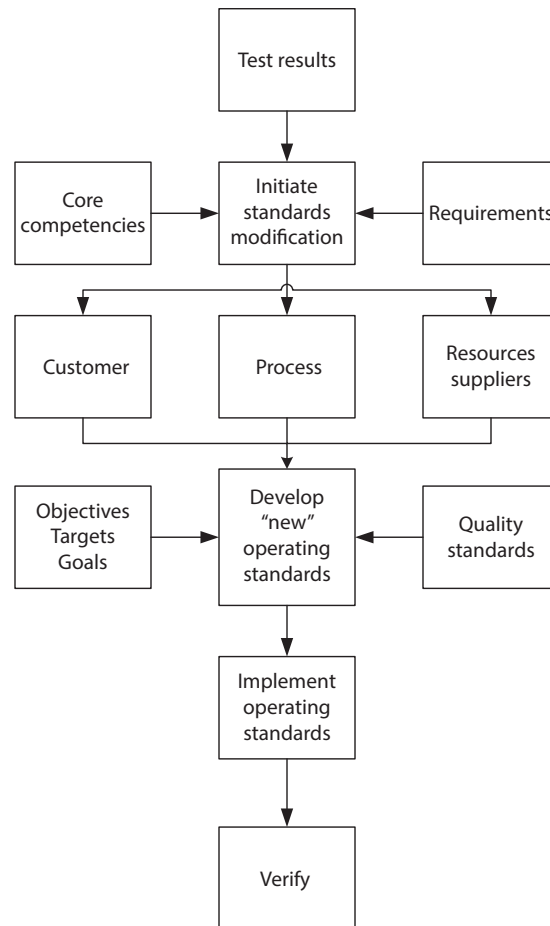 Test results
Core
competencies
Initiate
standards
modification
Requirements
Customer
Process
Resources
suppliers
Objectives
Targets
Goals
Develop
“new”
operating
standards
Quality
standards
Implement
operating
standards
Verify